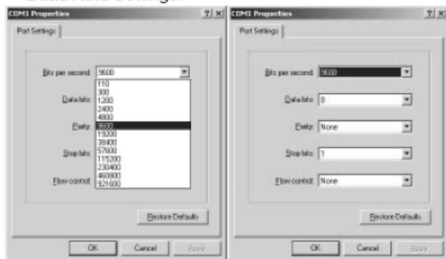 COM1 Properties
Port Settings
Bits per second: 9600
110
300
1200
2400
4800
9600
19200
38400
57600
115200
230400
460800
921600
Data bits:
Parity:
Stop bits:
Flow control:
Restore Defaults
OK Cancel Apply
COM1 Properties
Port Settings
Bits per second: 9600
Data bits: 8
Parity: None
Stop bits: 1
Flow control: None
Restore Defaults
OK Cancel Apply